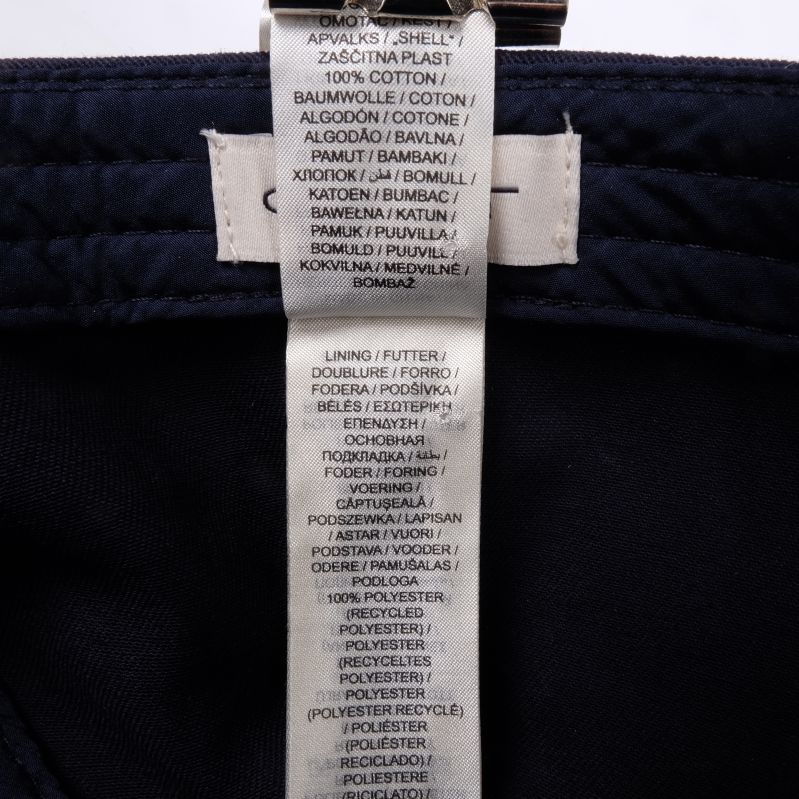 OMOTAČ / KEST /
APVALKS / „SHELL“ /
ZAŠČITNA PLAST
100% COTTON /
BAUMWOLLE / COTON /
ALGODÓN / COTONE /
ALGODÃO / BAVLNA /
PAMUT / BAMBAKI /
ХЛОПОК / قطن / BOMULL /
KATOEN / BUMBAC /
BAWEŁNA / KATUN /
PAMUK / PUUVILLA /
BOMULD / PUUVILL /
KOKVILNA / MEDVILNĖ /
BOMBAŽ
LINING / FUTTER /
DOUBLURE / FORRO /
FODERA / PODŠÍVKA /
BÉLÉS / ΕΣΩΤΕΡΙΚΗ
ΕΠΕΝΔΥΣΗ /
ОСНОВНАЯ
ПОДКЛАДКА / بطانة /
FODER / FORING /
VOERING /
CĂPTUŞEALĂ /
PODSZEWKA / LAPISAN
/ ASTAR / VUORI /
PODSTAVA / VOODER /
ODERE / PAMUŠALAS /
PODLOGA
100% POLYESTER
(RECYCLED
POLYESTER) /
POLYESTER
(RECYCELTES
POLYESTER) /
POLYESTER
(POLYESTER RECYCLÉ)
/ POLIÉSTER
(POLIÉSTER
RECICLADO) /
POLIESTERE
(RICICLATO) /